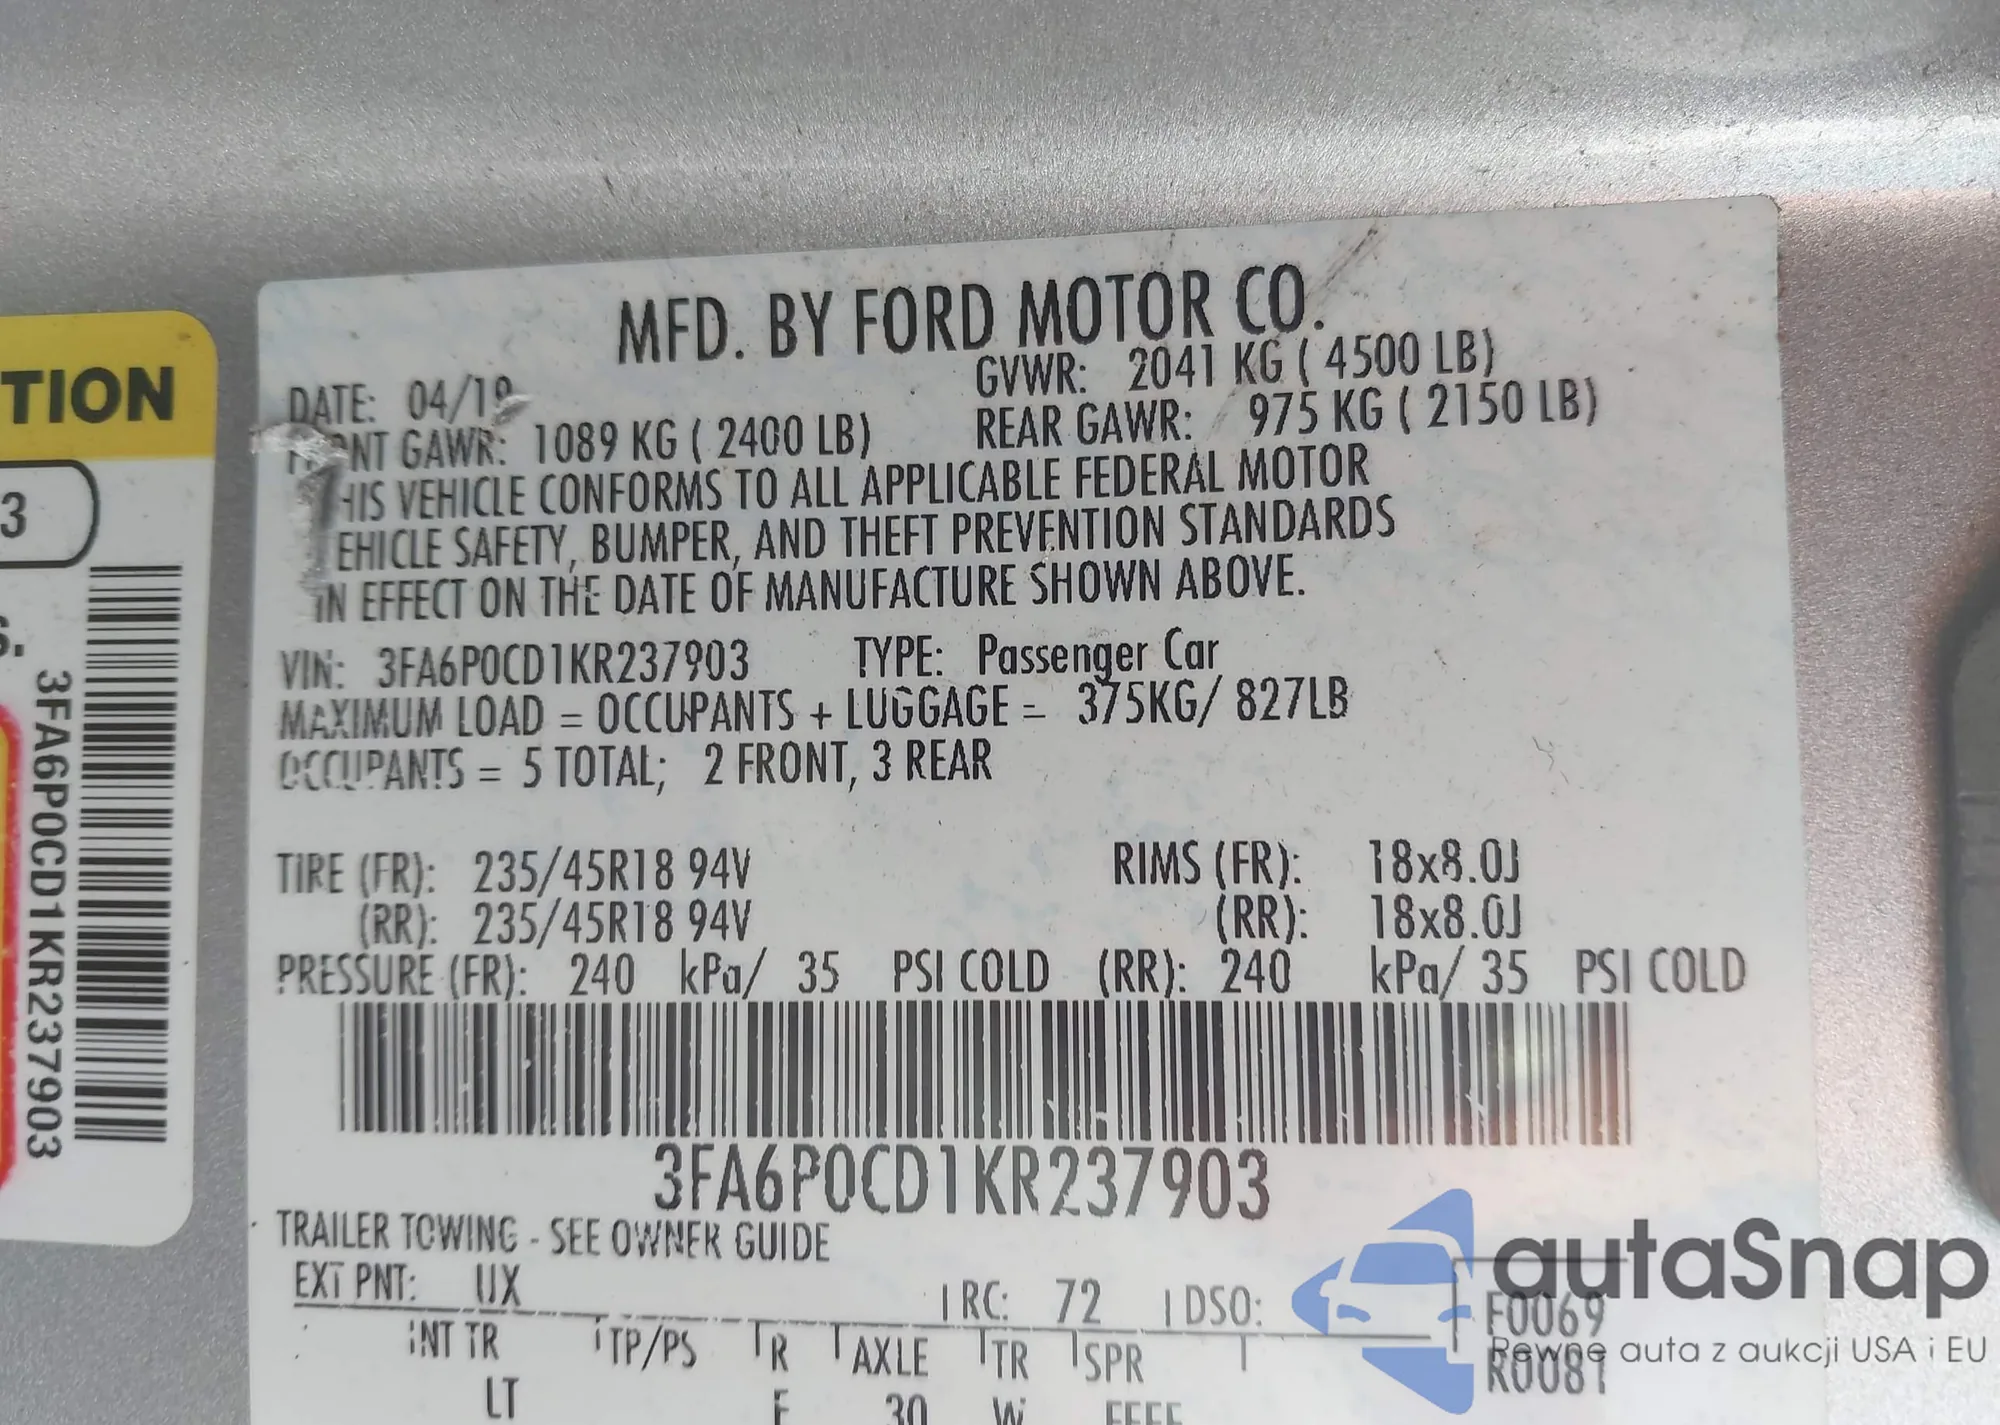 TION
3
S.
3FA6P0CD1KR237903
MFD. BY FORD MOTOR CO.
DATE: 04/19 GVWR: 2041 KG ( 4500 LB)
FRONT GAWR: 1089 KG ( 2400 LB) REAR GAWR: 975 KG ( 2150 LB)
THIS VEHICLE CONFORMS TO ALL APPLICABLE FEDERAL MOTOR
VEHICLE SAFETY, BUMPER, AND THEFT PREVENTION STANDARDS
IN EFFECT ON THE DATE OF MANUFACTURE SHOWN ABOVE.
VIN: 3FA6P0CD1KR237903 TYPE: Passenger Car
MAXIMUM LOAD = OCCUPANTS + LUGGAGE = 375KG/ 827LB
OCCUPANTS = 5 TOTAL; 2 FRONT, 3 REAR
TIRE (FR): 235/45R18 94V RIMS (FR): 18x8.0J
(RR): 235/45R18 94V (RR): 18x8.0J
PRESSURE (FR): 240 kPa/ 35 PSI COLD (RR): 240 kPa/ 35 PSI COLD
3FA6P0CD1KR237903
TRAILER TOWING - SEE OWNER GUIDE
EXT PNT: UX RC: 72 DSO:
F0069
R0081
INT TR TP/PS R AXLE TR SPR
LT F 30 W EEEE
autaSnap
Pewne auta z aukcji USA i EU